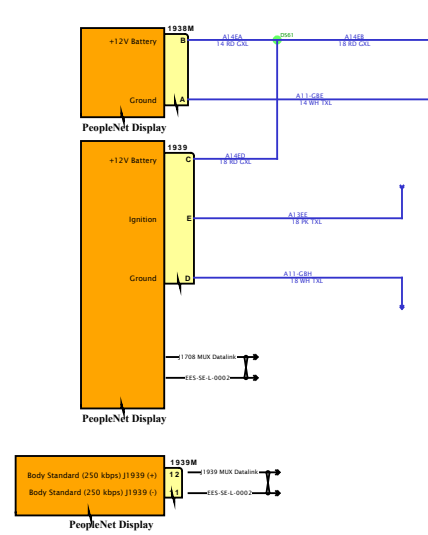 1938M
+12V Battery B A14EA DSE1 A14EB
14 RD GXL 18 RD GXL
Ground A A11-GBE
14 WH TXL
PeopleNet Display
1939
+12V Battery C A14ED
18 RD GXL
Ignition E A13EE
18 PK TXL
Ground D A11-GBH
18 WH TXL
J1708 MUX Datalink
EES-SE-L-0002
PeopleNet Display
1939M
Body Standard (250 kbps) J1939 (+) 12 J1939 MUX Datalink
Body Standard (250 kbps) J1939 (-) 11 EES-SE-L-0002
PeopleNet Display